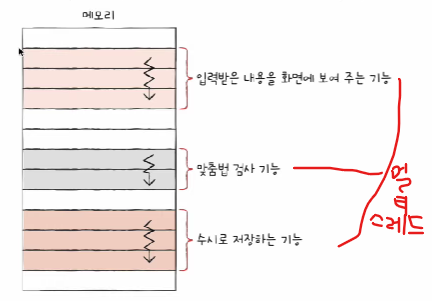 메모리
입력받은 내용을 화면에 보여 주는 기능
맞춤법 검사 기능
수시로 저장하는 기능
멀
티
스레드